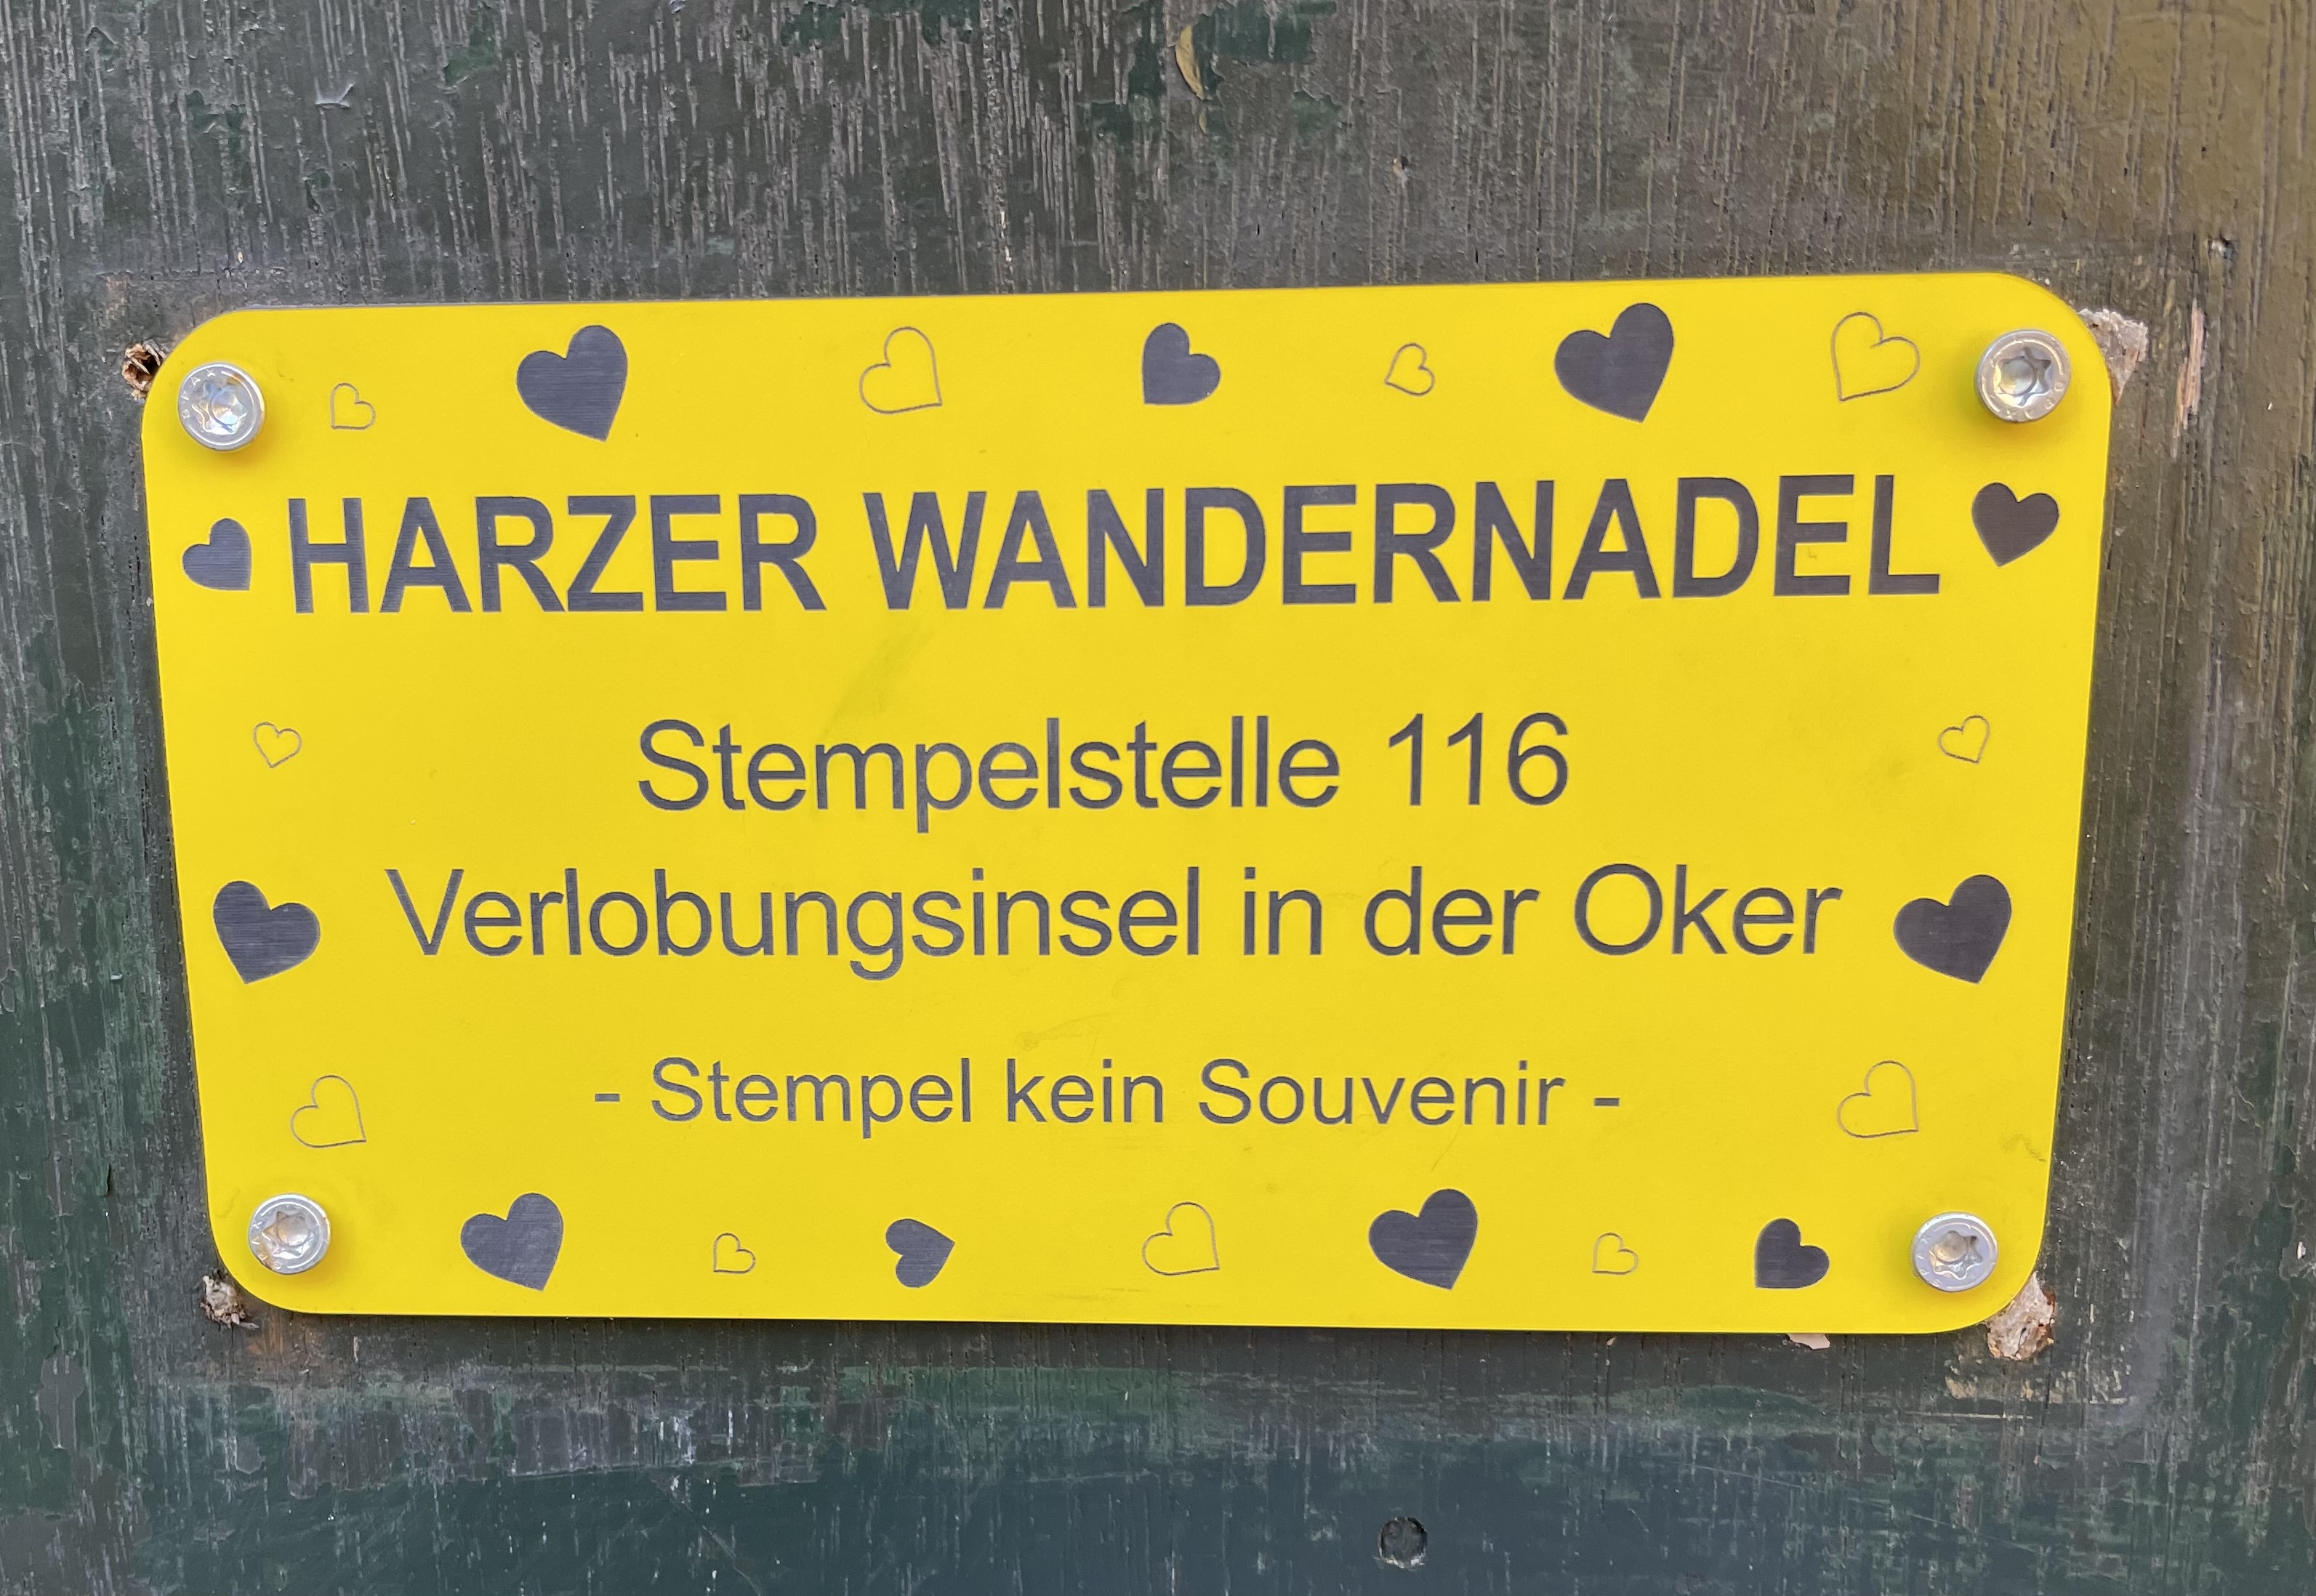 HARZER WANDERNADEL
Stempelstelle 116
Verlobungsinsel in der Oker
- Stempel kein Souvenir -